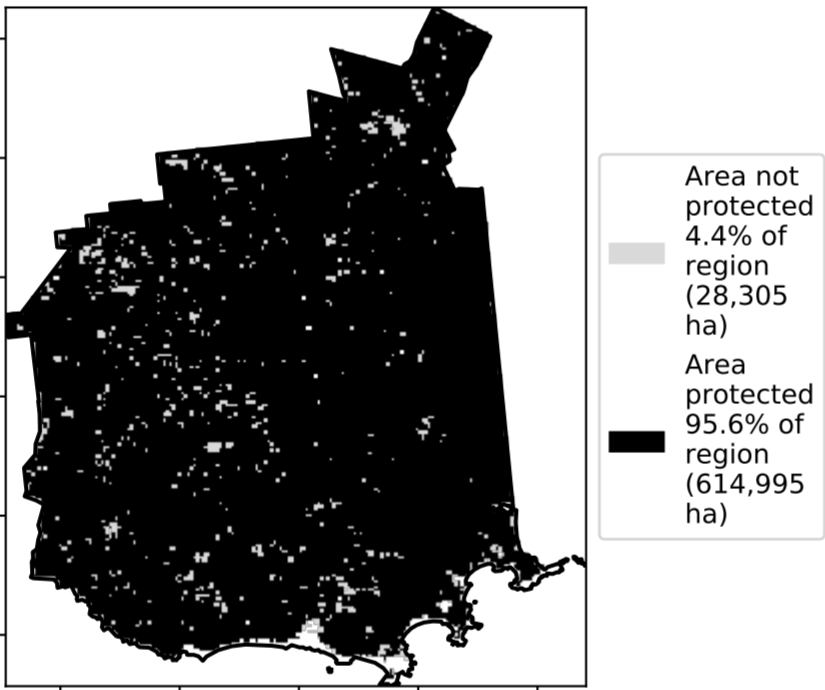 Area not
protected
4.4% of
region
(28,305
ha)
Area
protected
95.6% of
region
(614,995
ha)